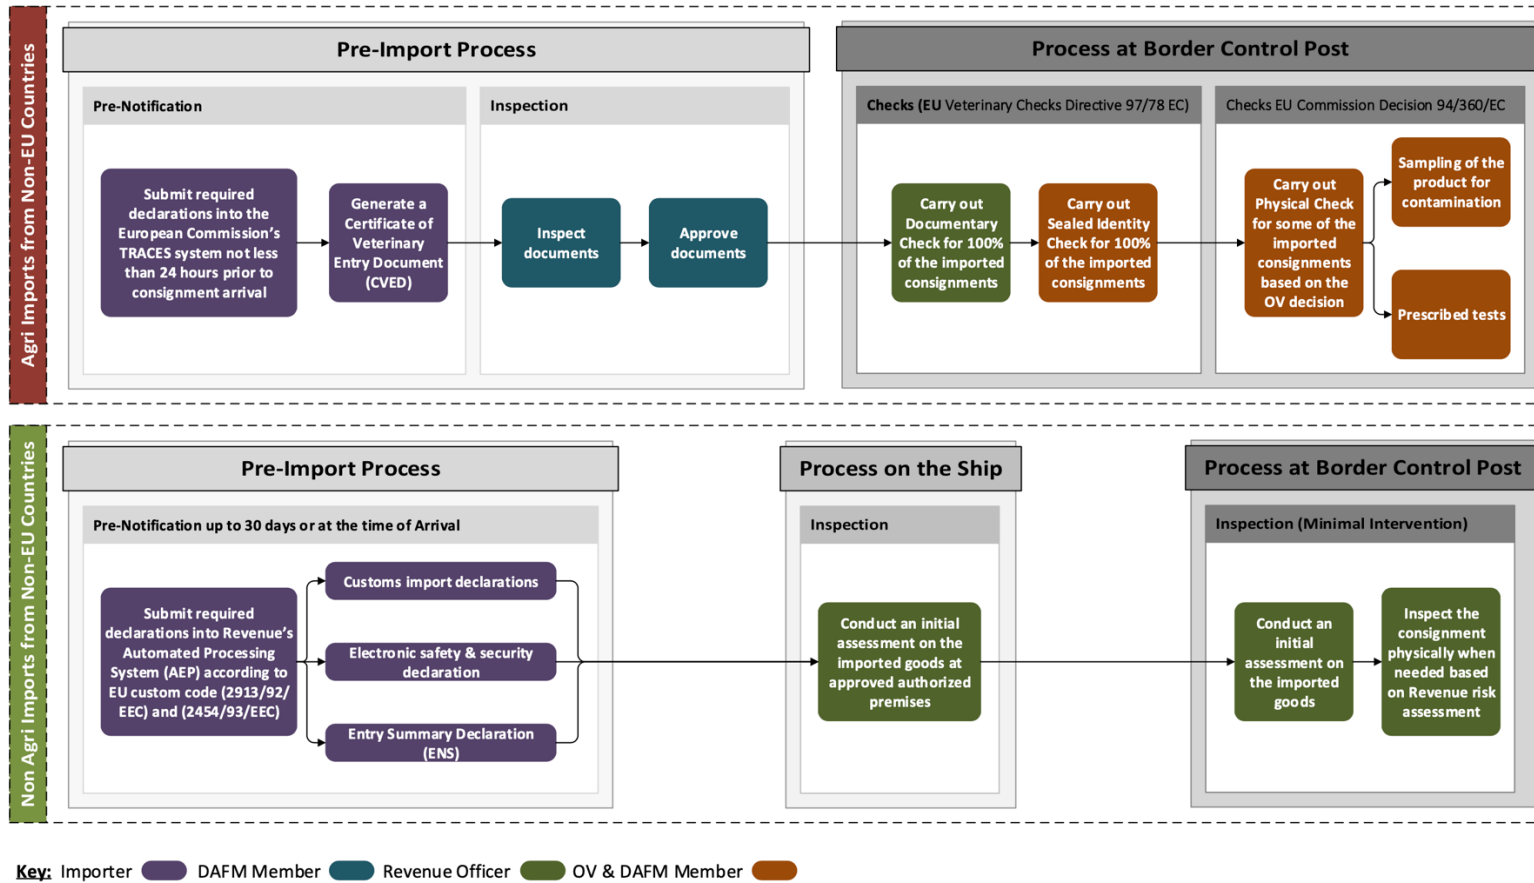 Agri Imports from Non-EU Countries
Pre-Import Process
Pre-Notification
Submit required
declarations into the
European Commission's
TRACES system not less
than 24 hours prior to
consignment arrival
Generate a
Certificate of
Veterinary
Entry Document
(CVED)
Inspection
Inspect
documents
Approve
documents
Process at Border Control Post
Checks (EU Veterinary Checks Directive 97/78 EC)
Carry out
Documentary
Check for 100%
of the imported
consignments
Carry out
Sealed Identity
Check for 100%
of the imported
consignments
Checks EU Commission Decision 94/360/EC
Carry out
Physical Check
for some of the
imported
consignments
based on the
OV decision
Sampling of the
product for
contamination
Prescribed tests
Non Agri Imports from Non-EU Countries
Pre-Import Process
Pre-Notification up to 30 days or at the time of Arrival
Submit required
declarations into Revenue's
Automated Processing
System (AEP) according to
EU custom code (2913/92/
EEC) and (2454/93/EEC)
Customs import declarations
Electronic safety & security
declaration
Entry Summary Declaration
(ENS)
Process on the Ship
Inspection
Conduct an initial
assessment on the
imported goods at
approved authorized
premises
Process at Border Control Post
Inspection (Minimal Intervention)
Conduct an
initial
assessment on
the imported
goods
Inspect the
consignment
physically when
needed based
on Revenue risk
assessment
Key: Importer DAFM Member Revenue Officer OV & DAFM Member